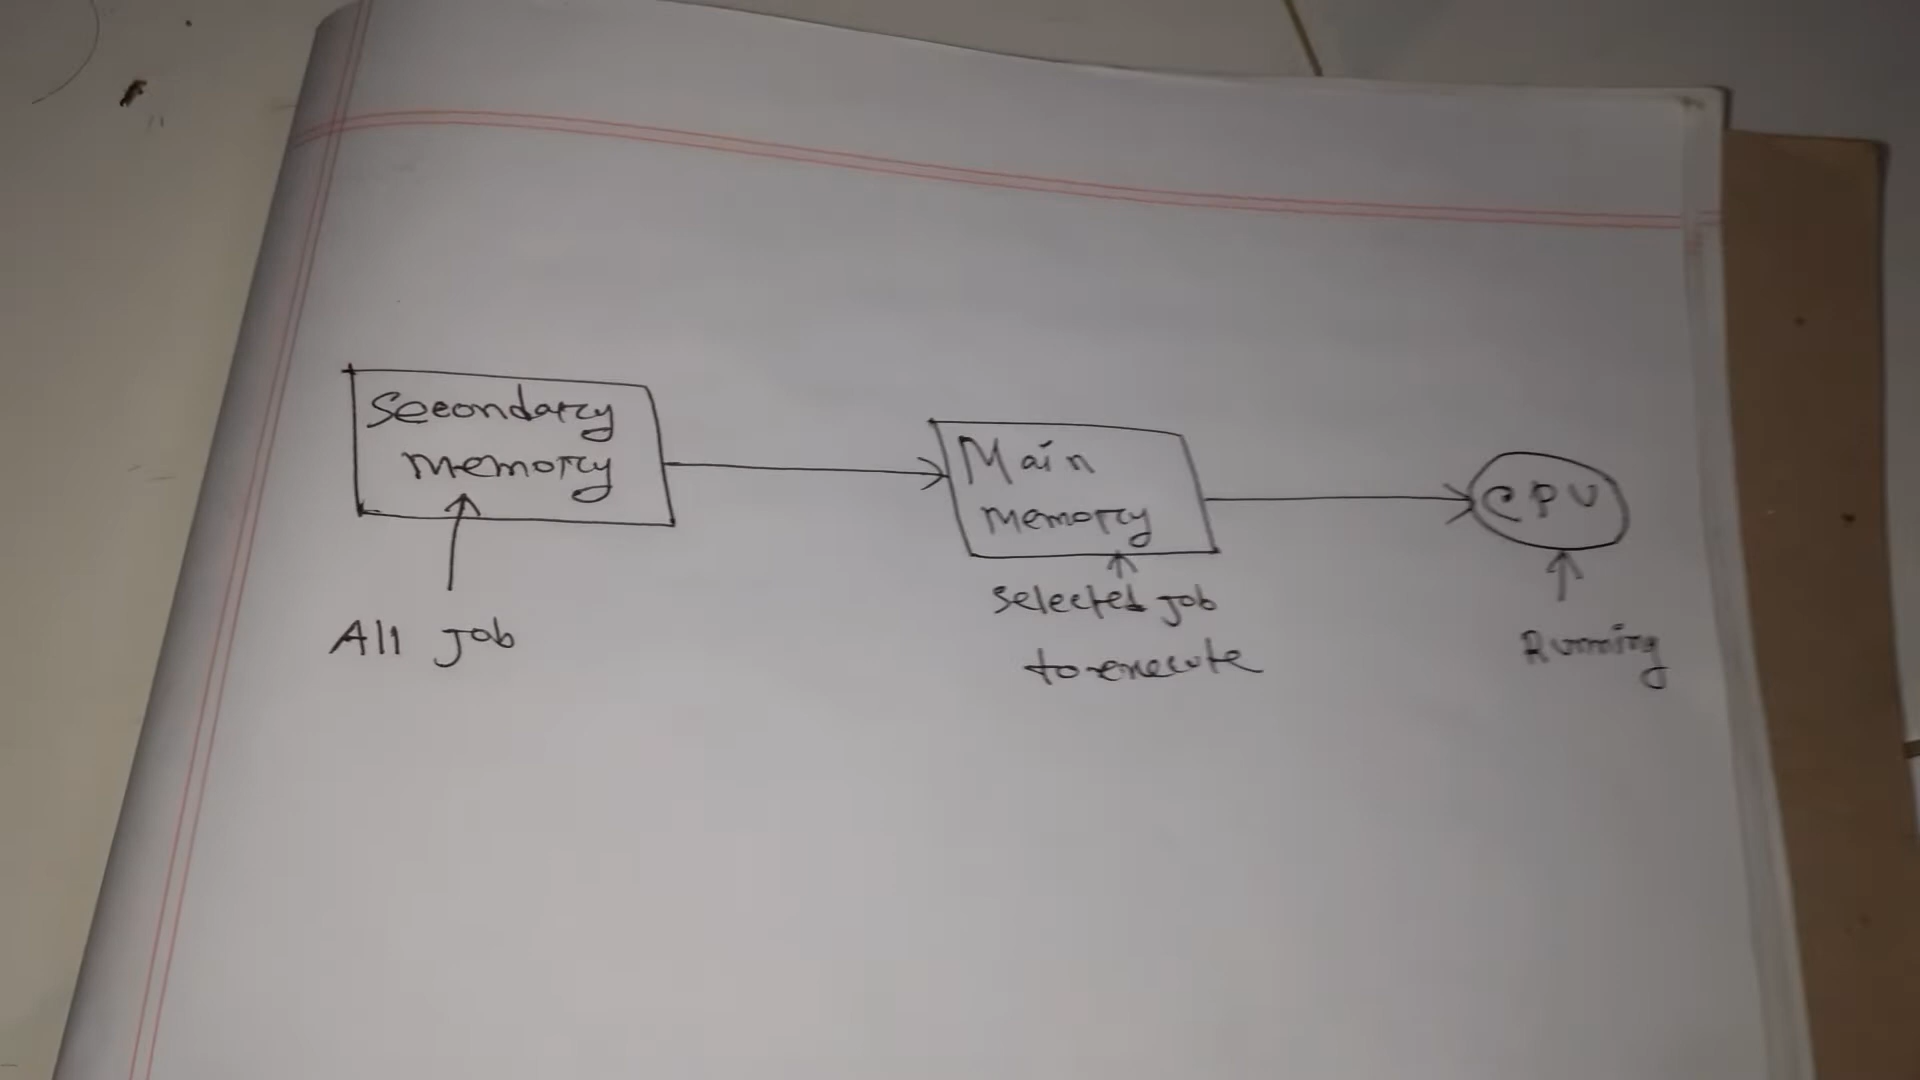 Secondary
memory
All Job
Main
memory
selected job
to execute
CPU
Running